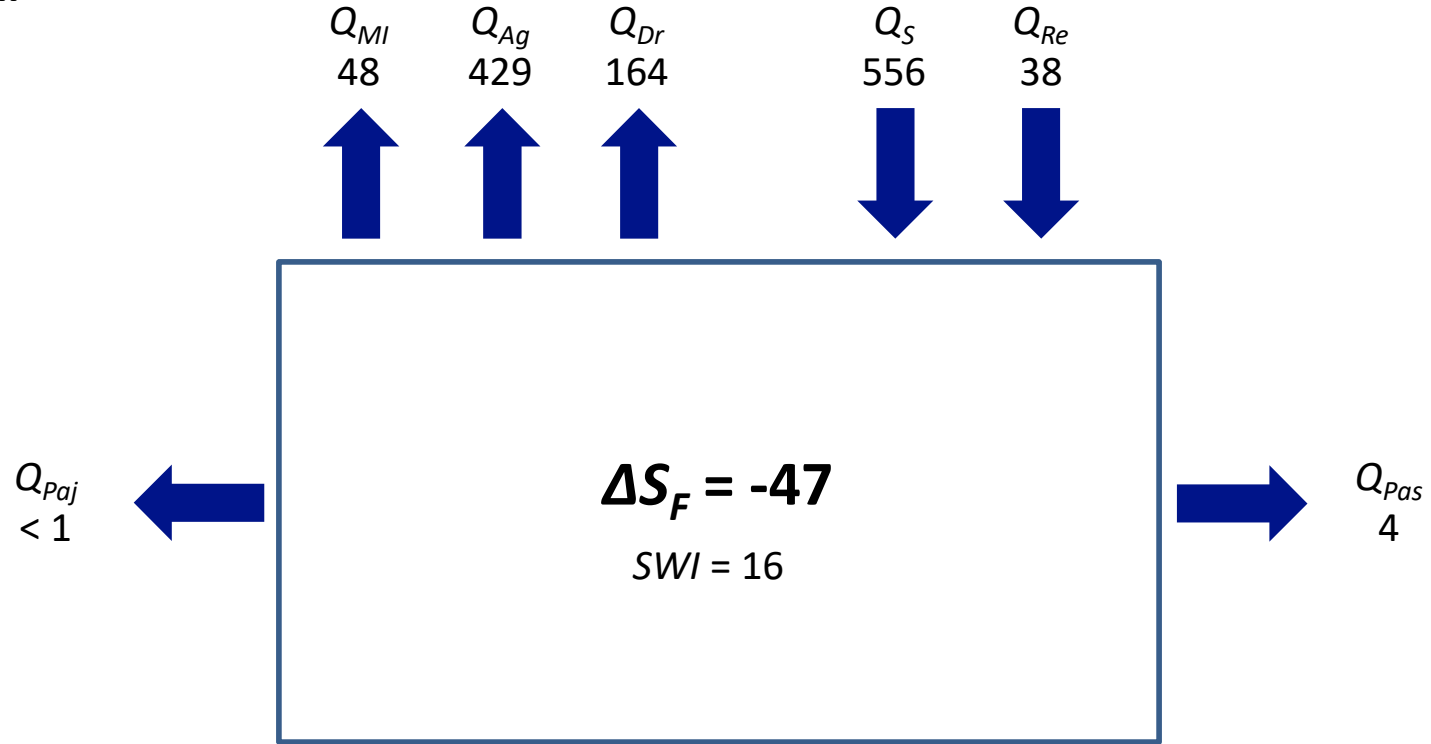 Q_MI Q_Ag Q_Dr Q_S Q_Re
48 429 164 556 38
ΔS_F = -47
SWI = 16
Q_Paj
< 1
Q_Pas
4